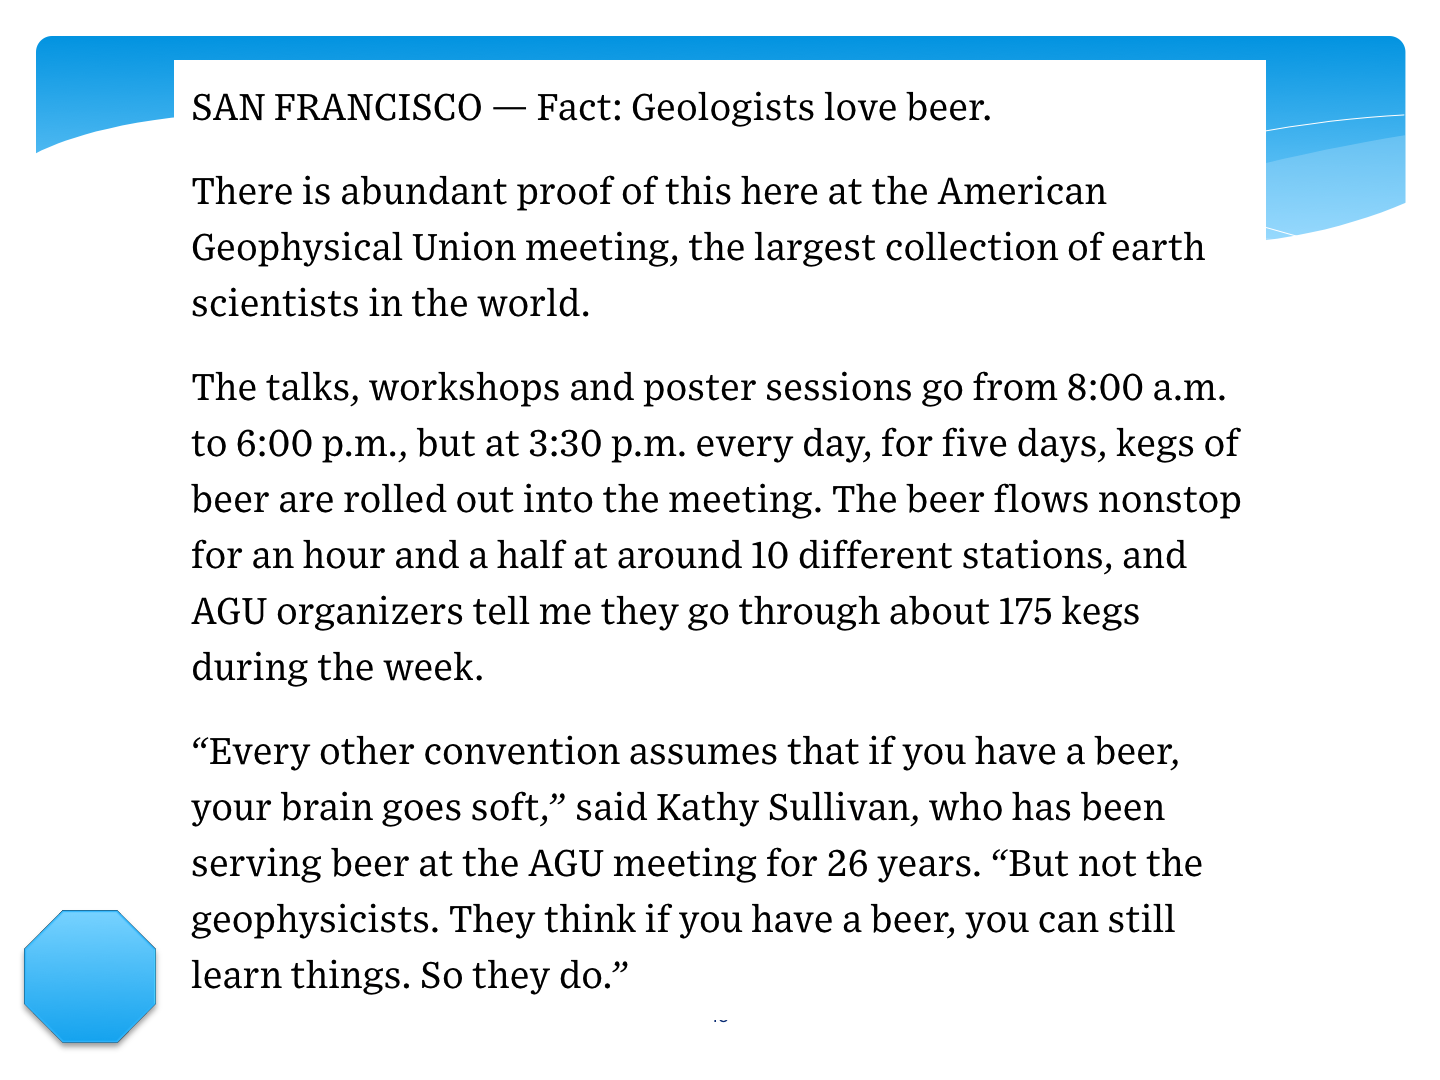 SAN FRANCISCO — Fact: Geologists love beer.
There is abundant proof of this here at the American
Geophysical Union meeting, the largest collection of earth
scientists in the world.
The talks, workshops and poster sessions go from 8:00 a.m.
to 6:00 p.m., but at 3:30 p.m. every day, for five days, kegs of
beer are rolled out into the meeting. The beer flows nonstop
for an hour and a half at around 10 different stations, and
AGU organizers tell me they go through about 175 kegs
during the week.
“Every other convention assumes that if you have a beer,
your brain goes soft,” said Kathy Sullivan, who has been
serving beer at the AGU meeting for 26 years. “But not the
geophysicists. They think if you have a beer, you can still
learn things. So they do.”